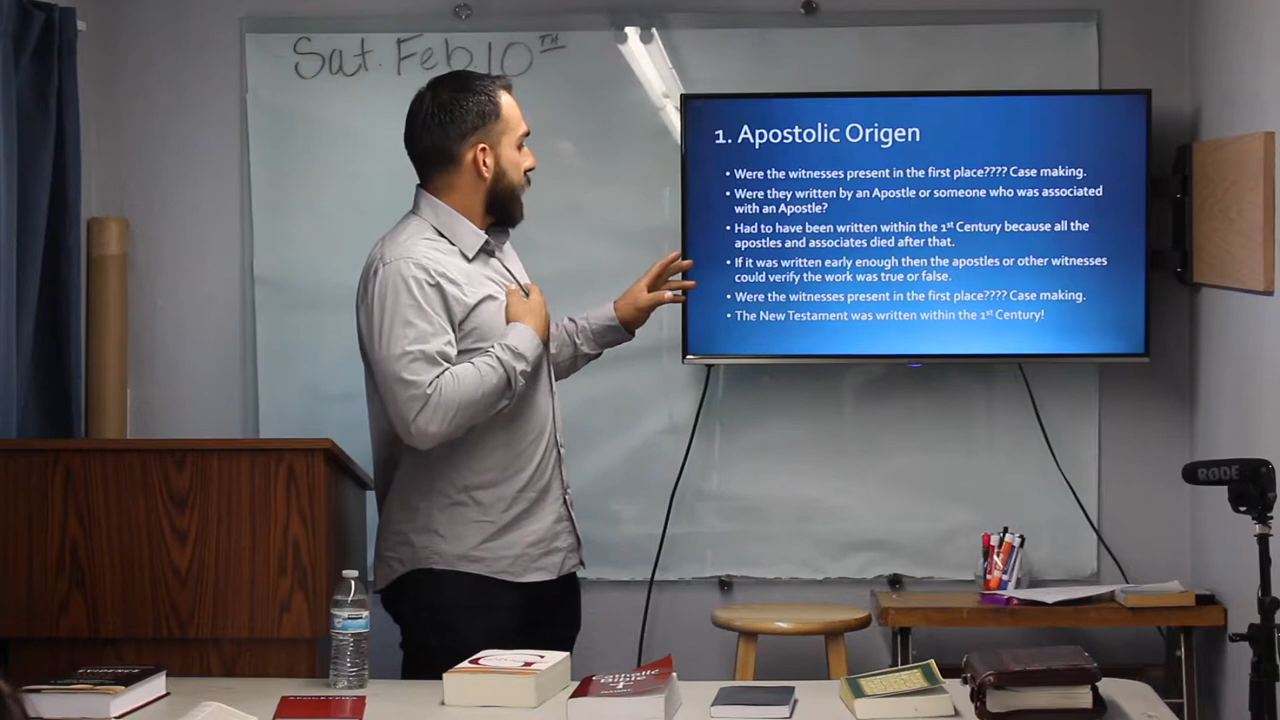 Sat. Feb. 10TH
1. Apostolic Origen
• Were the witnesses present in the first place???? Case making.
• Were they written by an Apostle or someone who was associated
with an Apostle?
• Had to have been written within the 1st Century because all the
apostles and associates died after that.
• If it was written early enough then the apostles or other witnesses
could verify the work was true or false.
• Were the witnesses present in the first place???? Case making.
• The New Testament was written within the 1st Century!
RØDE
EVIDENCE
APOCRYPHA
G
Catholic